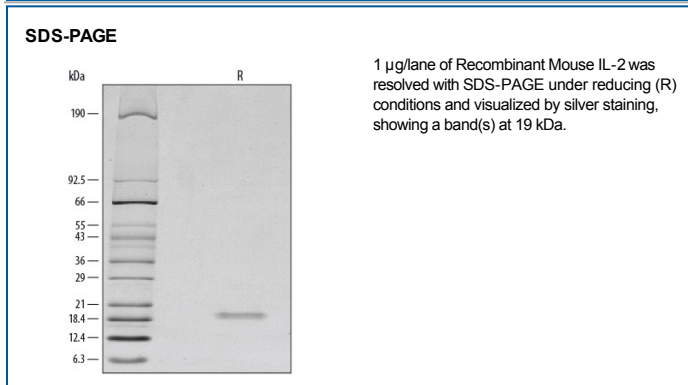 SDS-PAGE
kDa
R
190
92.5
66
55
43
36
29
21
18.4
12.4
6.3
1 µg/lane of Recombinant Mouse IL-2 was
resolved with SDS-PAGE under reducing (R)
conditions and visualized by silver staining,
showing a band(s) at 19 kDa.